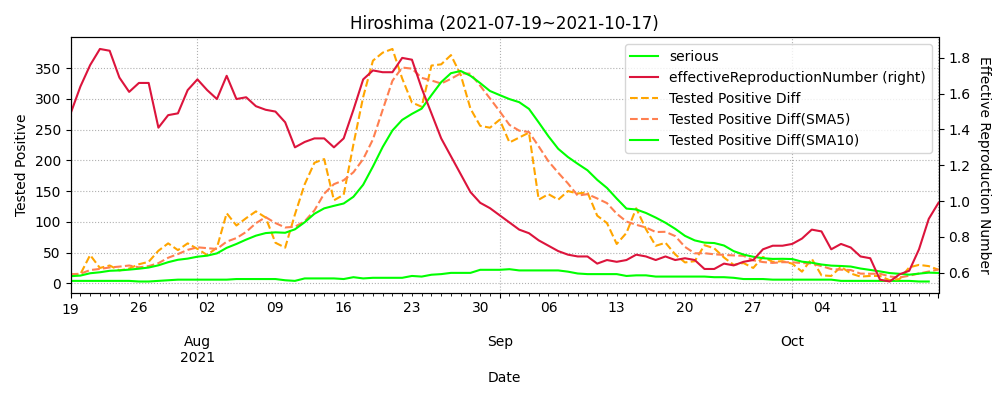 Hiroshima (2021-07-19~2021-10-17)
Tested Positive
350
300
250
200
150
100
50
0
serious
effectiveReproductionNumber (right)
Tested Positive Diff
Tested Positive Diff(SMA5)
Tested Positive Diff(SMA10)
1.8
1.6
1.4
1.2
1.0
0.8
0.6
Effective Reproduction Number
19 26 02 09 16 23 30 06 13 20 27 04 11
Aug Sep Oct
2021
Date